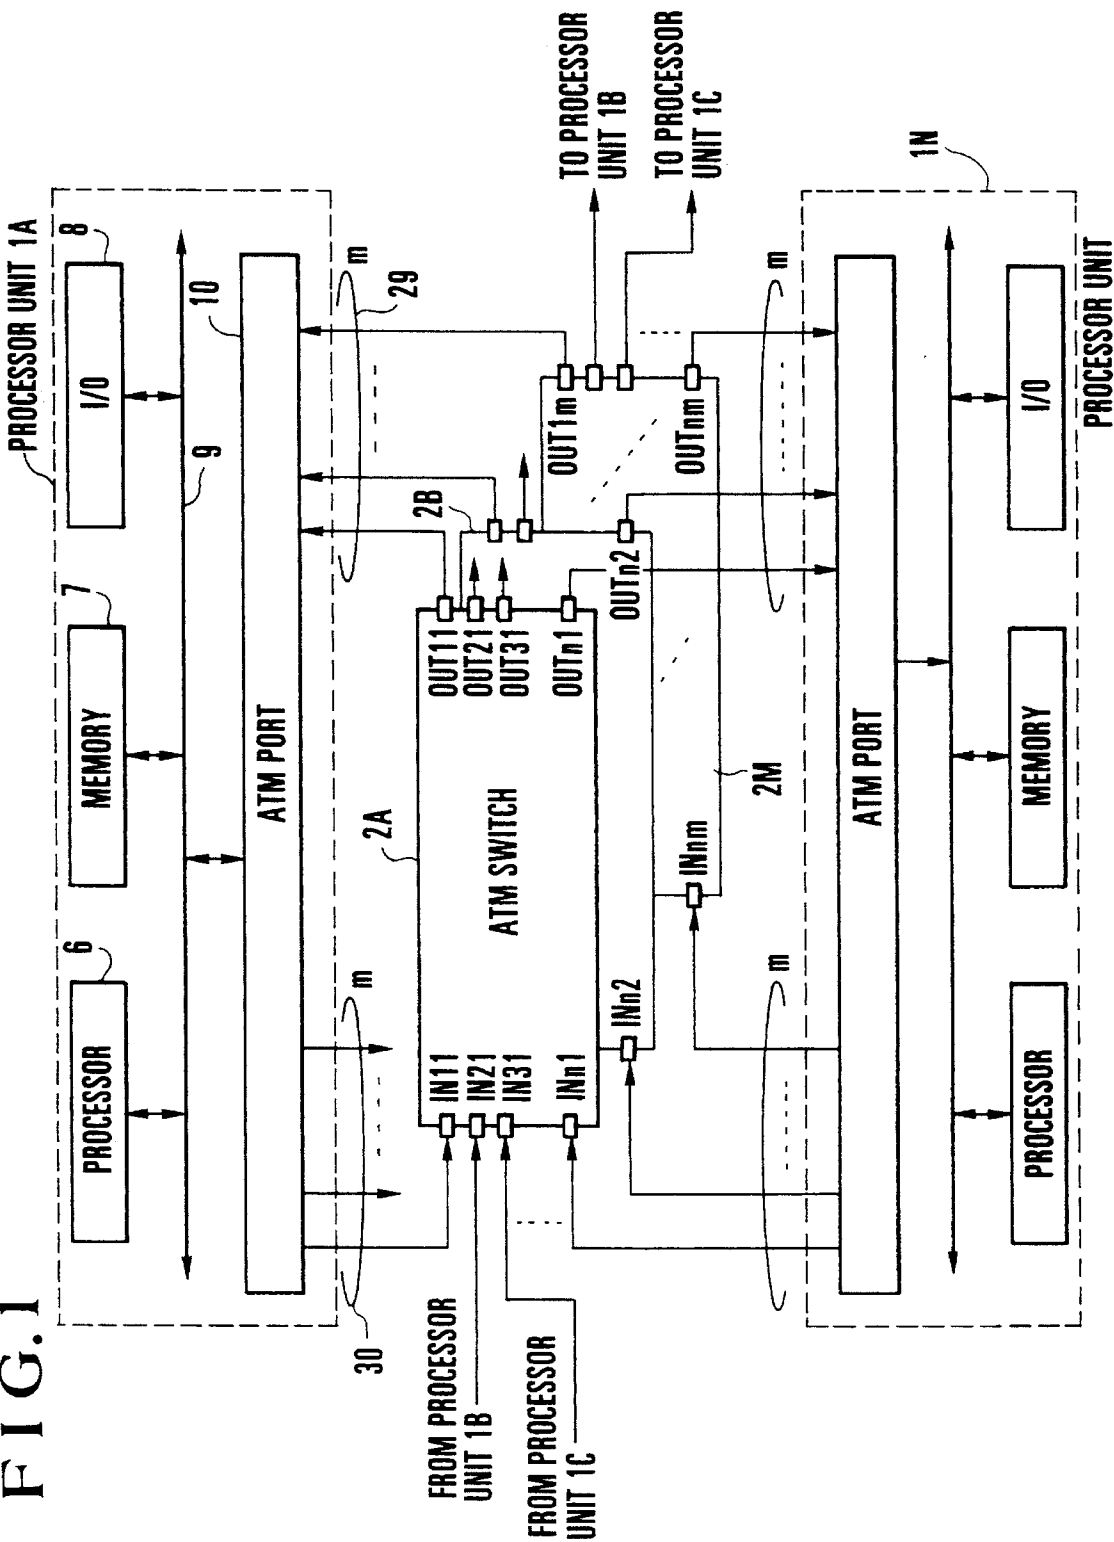 FIG.1
PROCESSOR UNIT 1A
PROCESSOR
6
MEMORY
7
I/O
8
9
ATM PORT
10
30
m
m
29
FROM PROCESSOR
UNIT 1B
FROM PROCESSOR
UNIT 1C
IN11
IN21
IN31
INn1
ATM SWITCH
2A
OUT11
OUT21
OUT31
OUTn1
2B
INn2
OUTn2
INnm
2M
OUT1m
OUTnm
TO PROCESSOR
UNIT 1B
TO PROCESSOR
UNIT 1C
m
m
1N
ATM PORT
PROCESSOR
MEMORY
I/O
PROCESSOR UNIT